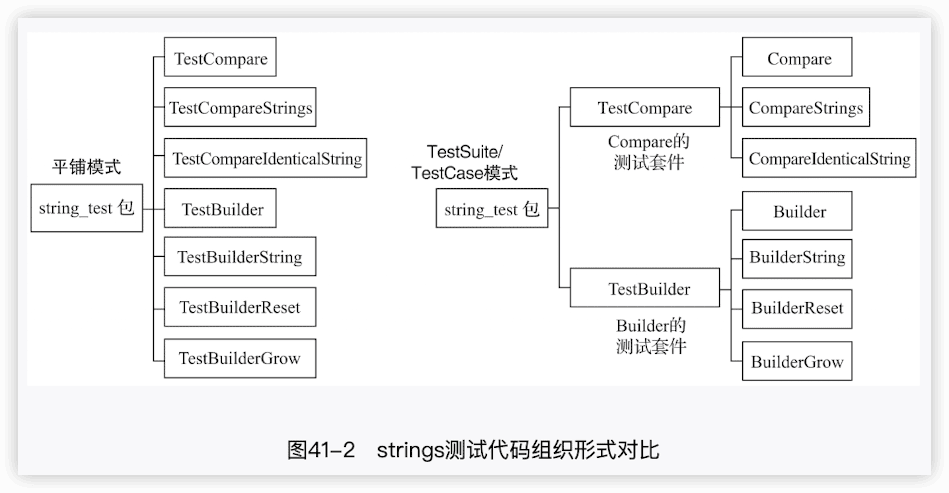 平铺模式
string_test 包
TestCompare
TestCompareStrings
TestCompareIdenticalString
TestBuilder
TestBuilderString
TestBuilderReset
TestBuilderGrow
TestSuite/
TestCase模式
string_test 包
TestCompare
Compare的
测试套件
Compare
CompareStrings
CompareIdenticalString
TestBuilder
Builder的
测试套件
Builder
BuilderString
BuilderReset
BuilderGrow
图41-2 strings测试代码组织形式对比